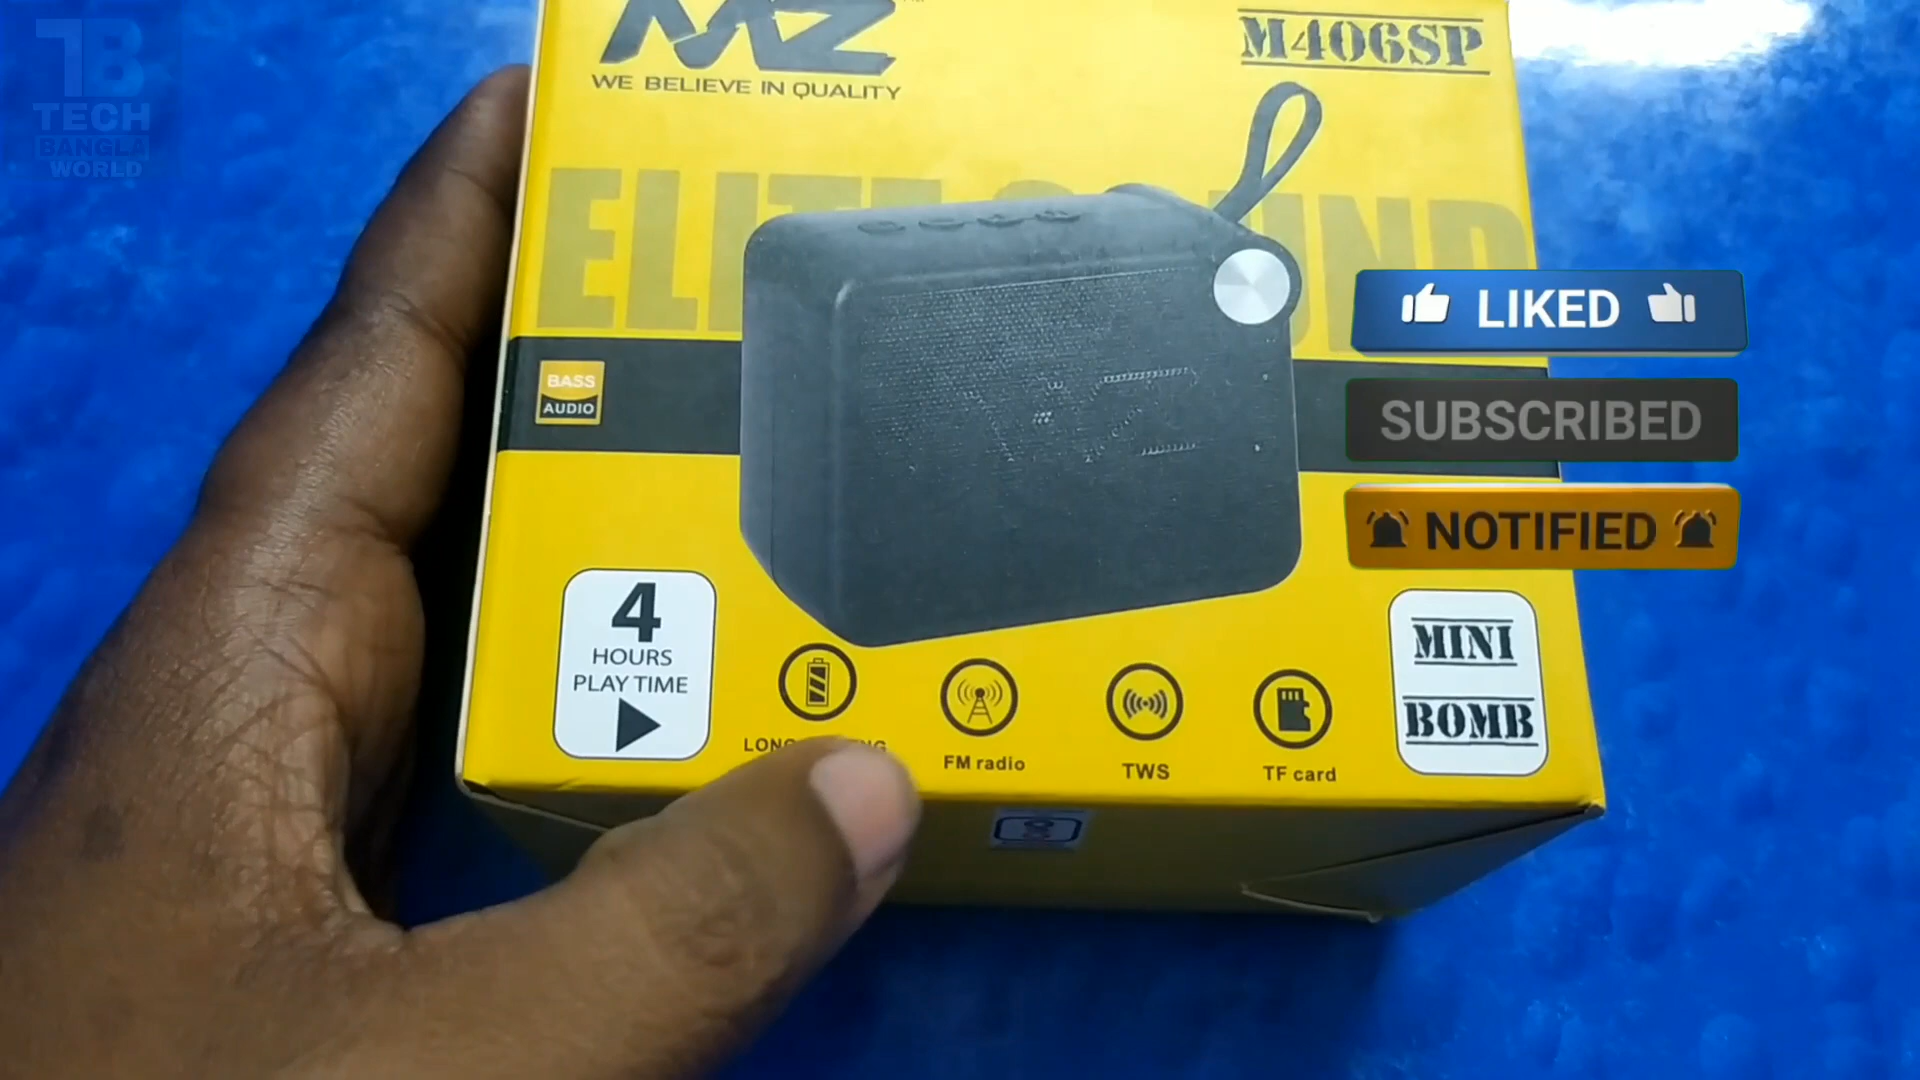 TB
TECH
BANGLA
WORLD
MZ
WE BELIEVE IN QUALITY
M406SP
BASS
AUDIO
LIKED
SUBSCRIBED
NOTIFIED
4
HOURS
PLAY TIME
FM radio
TWS
TF card
MINI
BOMB